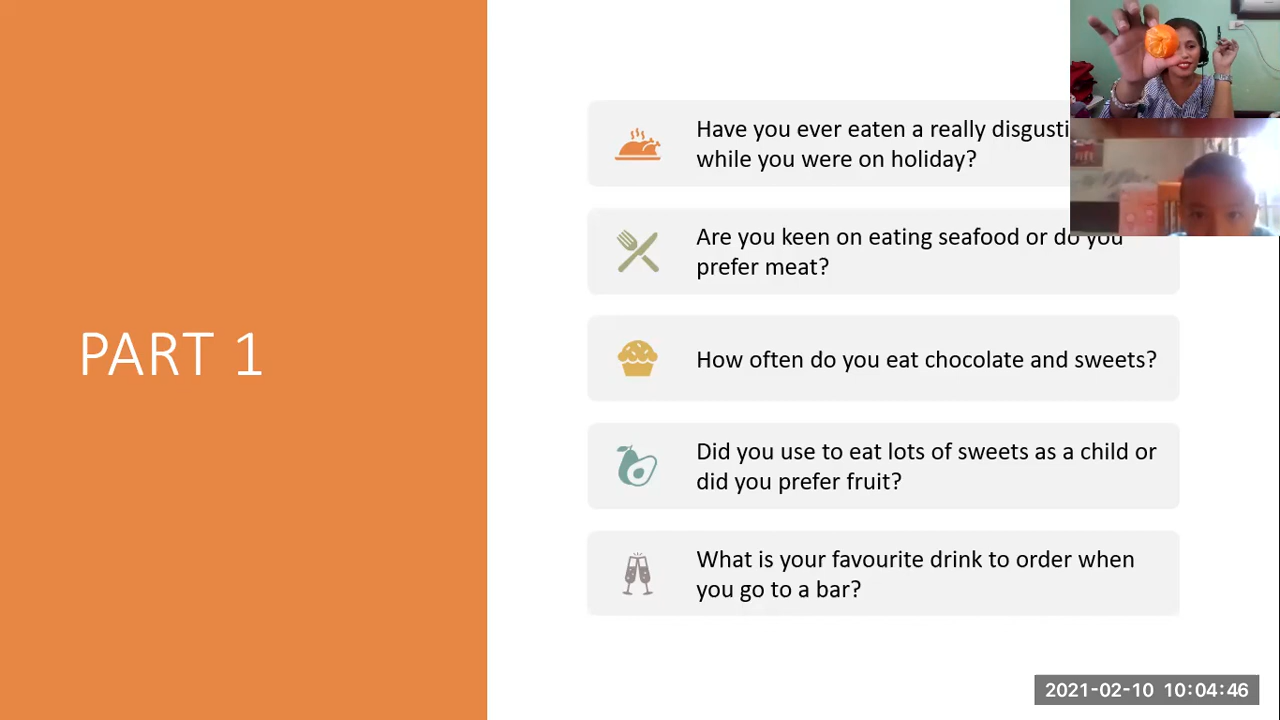 Have you ever eaten a really
while you were on holiday?
Are you keen on eating seafood or do you
prefer meat?
How often do you eat chocolate and sweets?
PART 1
Did you use to eat lots of sweets as a child or
did you prefer fruit?
What is your favourite drink to order when
you go to a bar?
2021-02-10 10:04:46